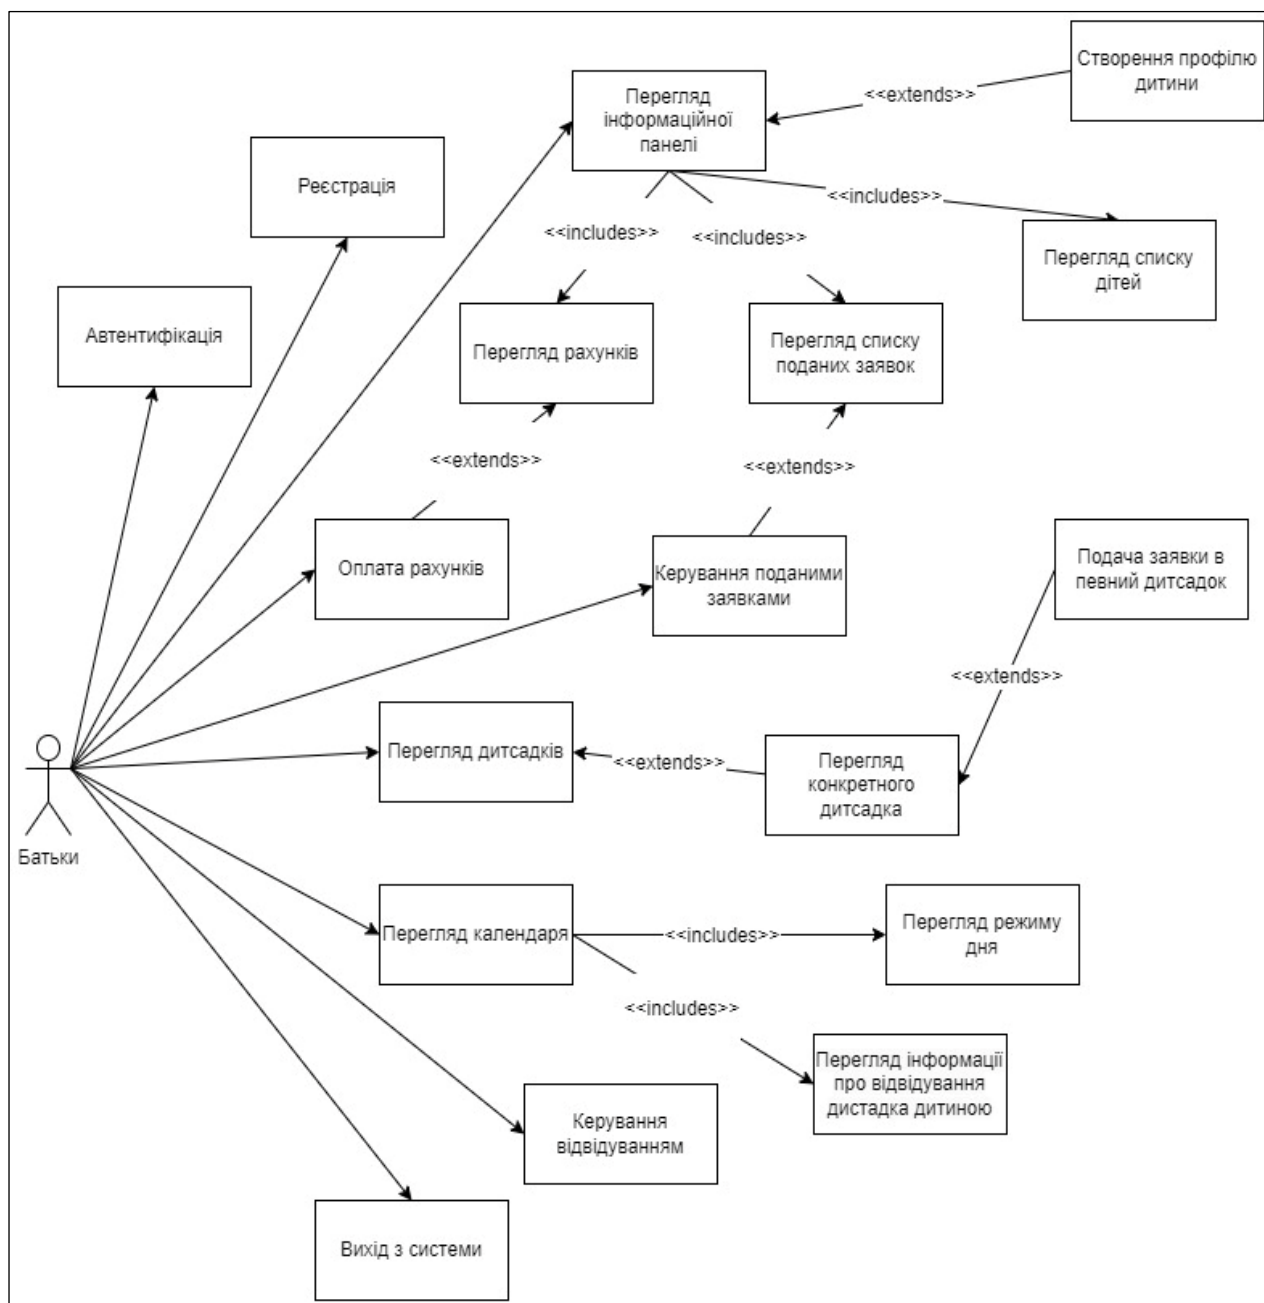 Створення профілю
дитини
<<extends>>
Перегляд
інформаційної
панелі
Реєстрація
<<includes>>
<<includes>>
<<includes>>
Перегляд списку
дітей
Автентифікація
Перегляд рахунків
Перегляд списку
поданих заявок
<<extends>>
<<extends>>
Оплата рахунків
Керування поданими
заявками
Подача заявки в
певний дитсадок
<<extends>>
Перегляд дитсадків
<<extends>>
Перегляд
конкретного
дитсадка
Батьки
Перегляд календаря
<<includes>>
Перегляд режиму
дня
<<includes>>
Перегляд інформації
про відвідування
дистадка дитиною
Керування
відвідуванням
Вихід з системи